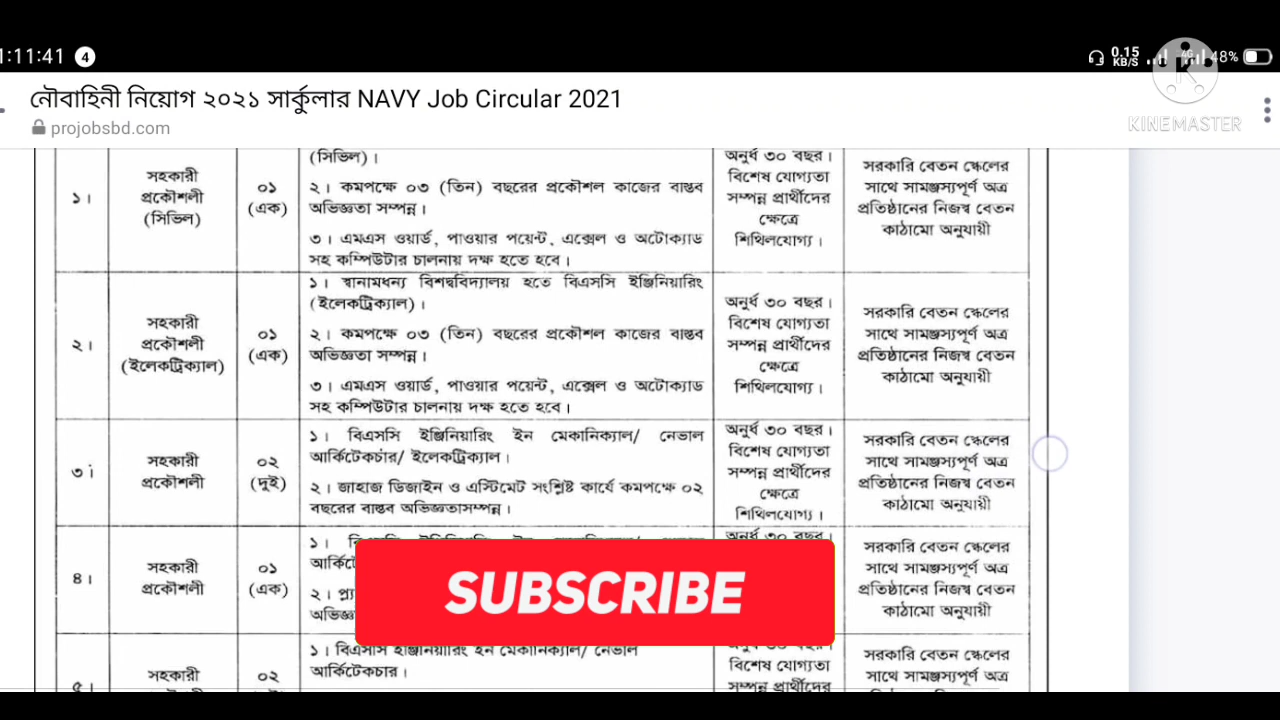 1:11:41 4
0.15 KB/S 4G 48%
নৌবাহিনী নিয়োগ ২০২১ সার্কুলার NAVY Job Circular 2021
projobsbd.com
KINEMASTER
১।
সহকারী
প্রকৌশলী
(সিভিল)
০১
(এক)
(সিভিল)।
২। কমপক্ষে ০৩ (তিন) বছরের প্রকৌশল কাজের বাস্তব
অভিজ্ঞতা সম্পন্ন।
৩। এমএস ওয়ার্ড, পাওয়ার পয়েন্ট, এক্সেল ও অটোক্যাড
সহ কম্পিউটার চালনায় দক্ষ হতে হবে।
অনুর্ধ ৩০ বছর।
বিশেষ যোগ্যতা
সম্পন্ন প্রার্থীদের
ক্ষেত্রে
শিথিলযোগ্য।
সরকারি বেতন স্কেলের
সাথে সামঞ্জস্যপূর্ণ অত্র
প্রতিষ্ঠানের নিজস্ব বেতন
কাঠামো অনুযায়ী
২।
সহকারী
প্রকৌশলী
(ইলেকট্রিক্যাল)
০১
(এক)
১। স্বনামধন্য বিশ্ববিদ্যালয় হতে বিএসসি ইঞ্জিনিয়ারিং
(ইলেকট্রিক্যাল)।
২। কমপক্ষে ০৩ (তিন) বছরের প্রকৌশল কাজের বাস্তব
অভিজ্ঞতা সম্পন্ন।
৩। এমএস ওয়ার্ড, পাওয়ার পয়েন্ট, এক্সেল ও অটোক্যাড
সহ কম্পিউটার চালনায় দক্ষ হতে হবে।
অনুর্ধ ৩০ বছর।
বিশেষ যোগ্যতা
সম্পন্ন প্রার্থীদের
ক্ষেত্রে
শিথিলযোগ্য।
সরকারি বেতন স্কেলের
সাথে সামঞ্জস্যপূর্ণ অত্র
প্রতিষ্ঠানের নিজস্ব বেতন
কাঠামো অনুযায়ী
৩।
সহকারী
প্রকৌশলী
০২
(দুই)
১। বিএসসি ইঞ্জিনিয়ারিং ইন মেকানিক্যাল/ নেভাল
আর্কিটেকচার/ ইলেকট্রিক্যাল।
২। জাহাজ ডিজাইন ও এস্টিমেট সংশ্লিষ্ট কার্যে কমপক্ষে ০২
বছরের বাস্তব অভিজ্ঞতাসম্পন্ন।
অনুর্ধ ৩০ বছর।
বিশেষ যোগ্যতা
সম্পন্ন প্রার্থীদের
ক্ষেত্রে
শিথিলযোগ্য।
সরকারি বেতন স্কেলের
সাথে সামঞ্জস্যপূর্ণ অত্র
প্রতিষ্ঠানের নিজস্ব বেতন
কাঠামো অনুযায়ী
৪।
সহকারী
প্রকৌশলী
০১
(এক)
১।
২।
অনুর্ধ ৩০ বছর।
সরকারি বেতন স্কেলের
সাথে সামঞ্জস্যপূর্ণ অত্র
প্রতিষ্ঠানের নিজস্ব বেতন
কাঠামো অনুযায়ী
SUBSCRIBE
৫।
সহকারী
০২
১। বিএসসি ইঞ্জিনিয়ারিং ইন মেকানিক্যাল/ নেভাল
আর্কিটেকচার।
বিশেষ যোগ্যতা
সম্পন্ন প্রার্থীদের
সরকারি বেতন স্কেলের
সাথে সামঞ্জস্যপূর্ণ অত্র